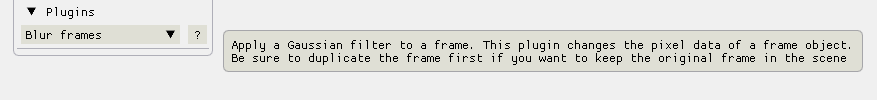 ▼ Plugins
Blur frames ▼ ?
Apply a Gaussian filter to a frame. This plugin changes the pixel data of a frame object.
Be sure to duplicate the frame first if you want to keep the original frame in the scene